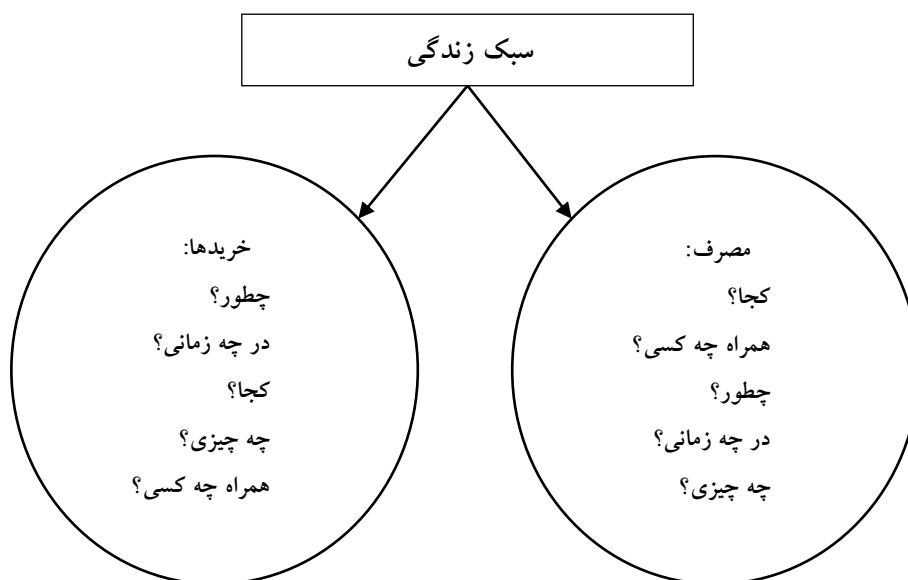 سبک زندگی
مصرف:
کجا؟
همراه چه کسی؟
چطور؟
در چه زمانی؟
چه چیزی؟
خریدها:
چطور؟
در چه زمانی؟
کجا؟
چه چیزی؟
همراه چه کسی؟